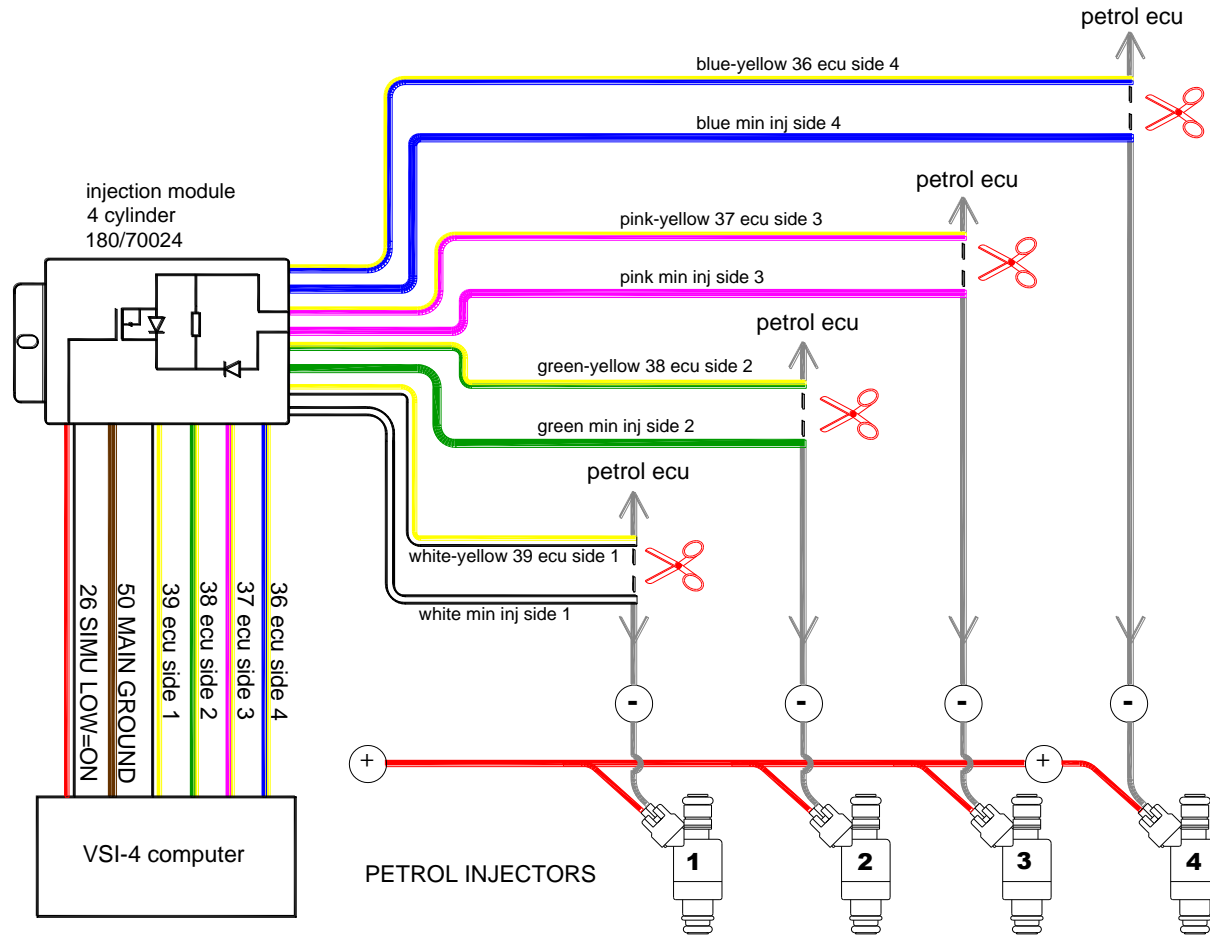 petrol ecu
blue-yellow 36 ecu side 4
blue min inj side 4
injection module
4 cylinder
180/70024
petrol ecu
pink-yellow 37 ecu side 3
pink min inj side 3
petrol ecu
green-yellow 38 ecu side 2
green min inj side 2
petrol ecu
white-yellow 39 ecu side 1
white min inj side 1
26 SIMU LOW=ON
50 MAIN GROUND
39 ecu side 1
38 ecu side 2
37 ecu side 3
36 ecu side 4
- - - -
+ +
VSI-4 computer
PETROL INJECTORS
1 2 3 4